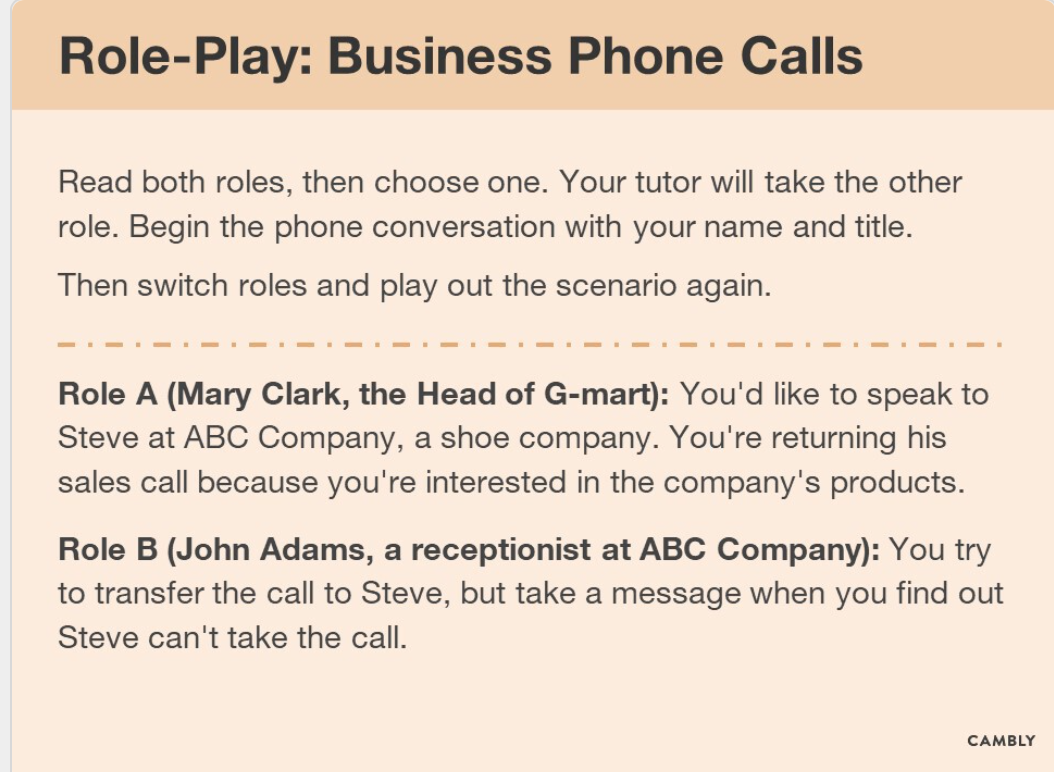 Role-Play: Business Phone Calls
Read both roles, then choose one. Your tutor will take the other
role. Begin the phone conversation with your name and title.
Then switch roles and play out the scenario again.
Role A (Mary Clark, the Head of G-mart): You'd like to speak to
Steve at ABC Company, a shoe company. You're returning his
sales call because you're interested in the company's products.
Role B (John Adams, a receptionist at ABC Company): You try
to transfer the call to Steve, but take a message when you find out
Steve can't take the call.
CAMBLY